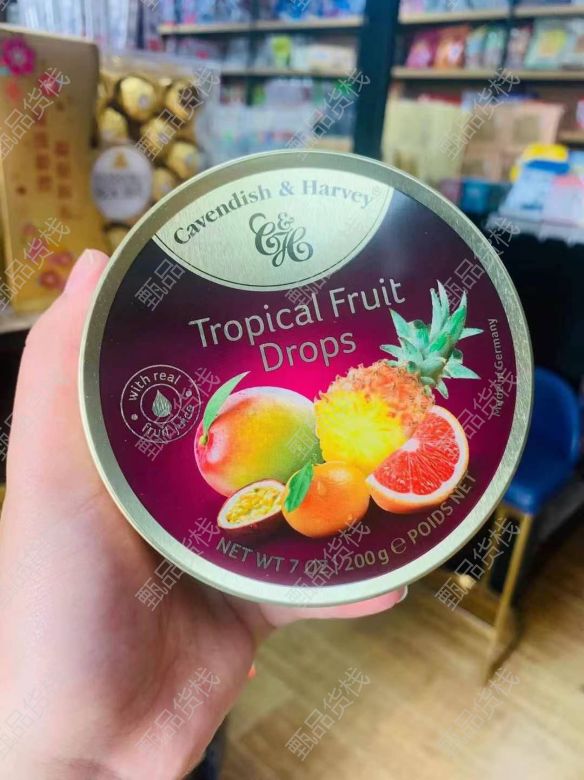 Cavendish & Harvey®
C&H
Tropical Fruit
Drops
with real
fruit juice
Made in Germany
NET WT 7 OZ / 200 g ℮ POIDS NET
甄品货栈